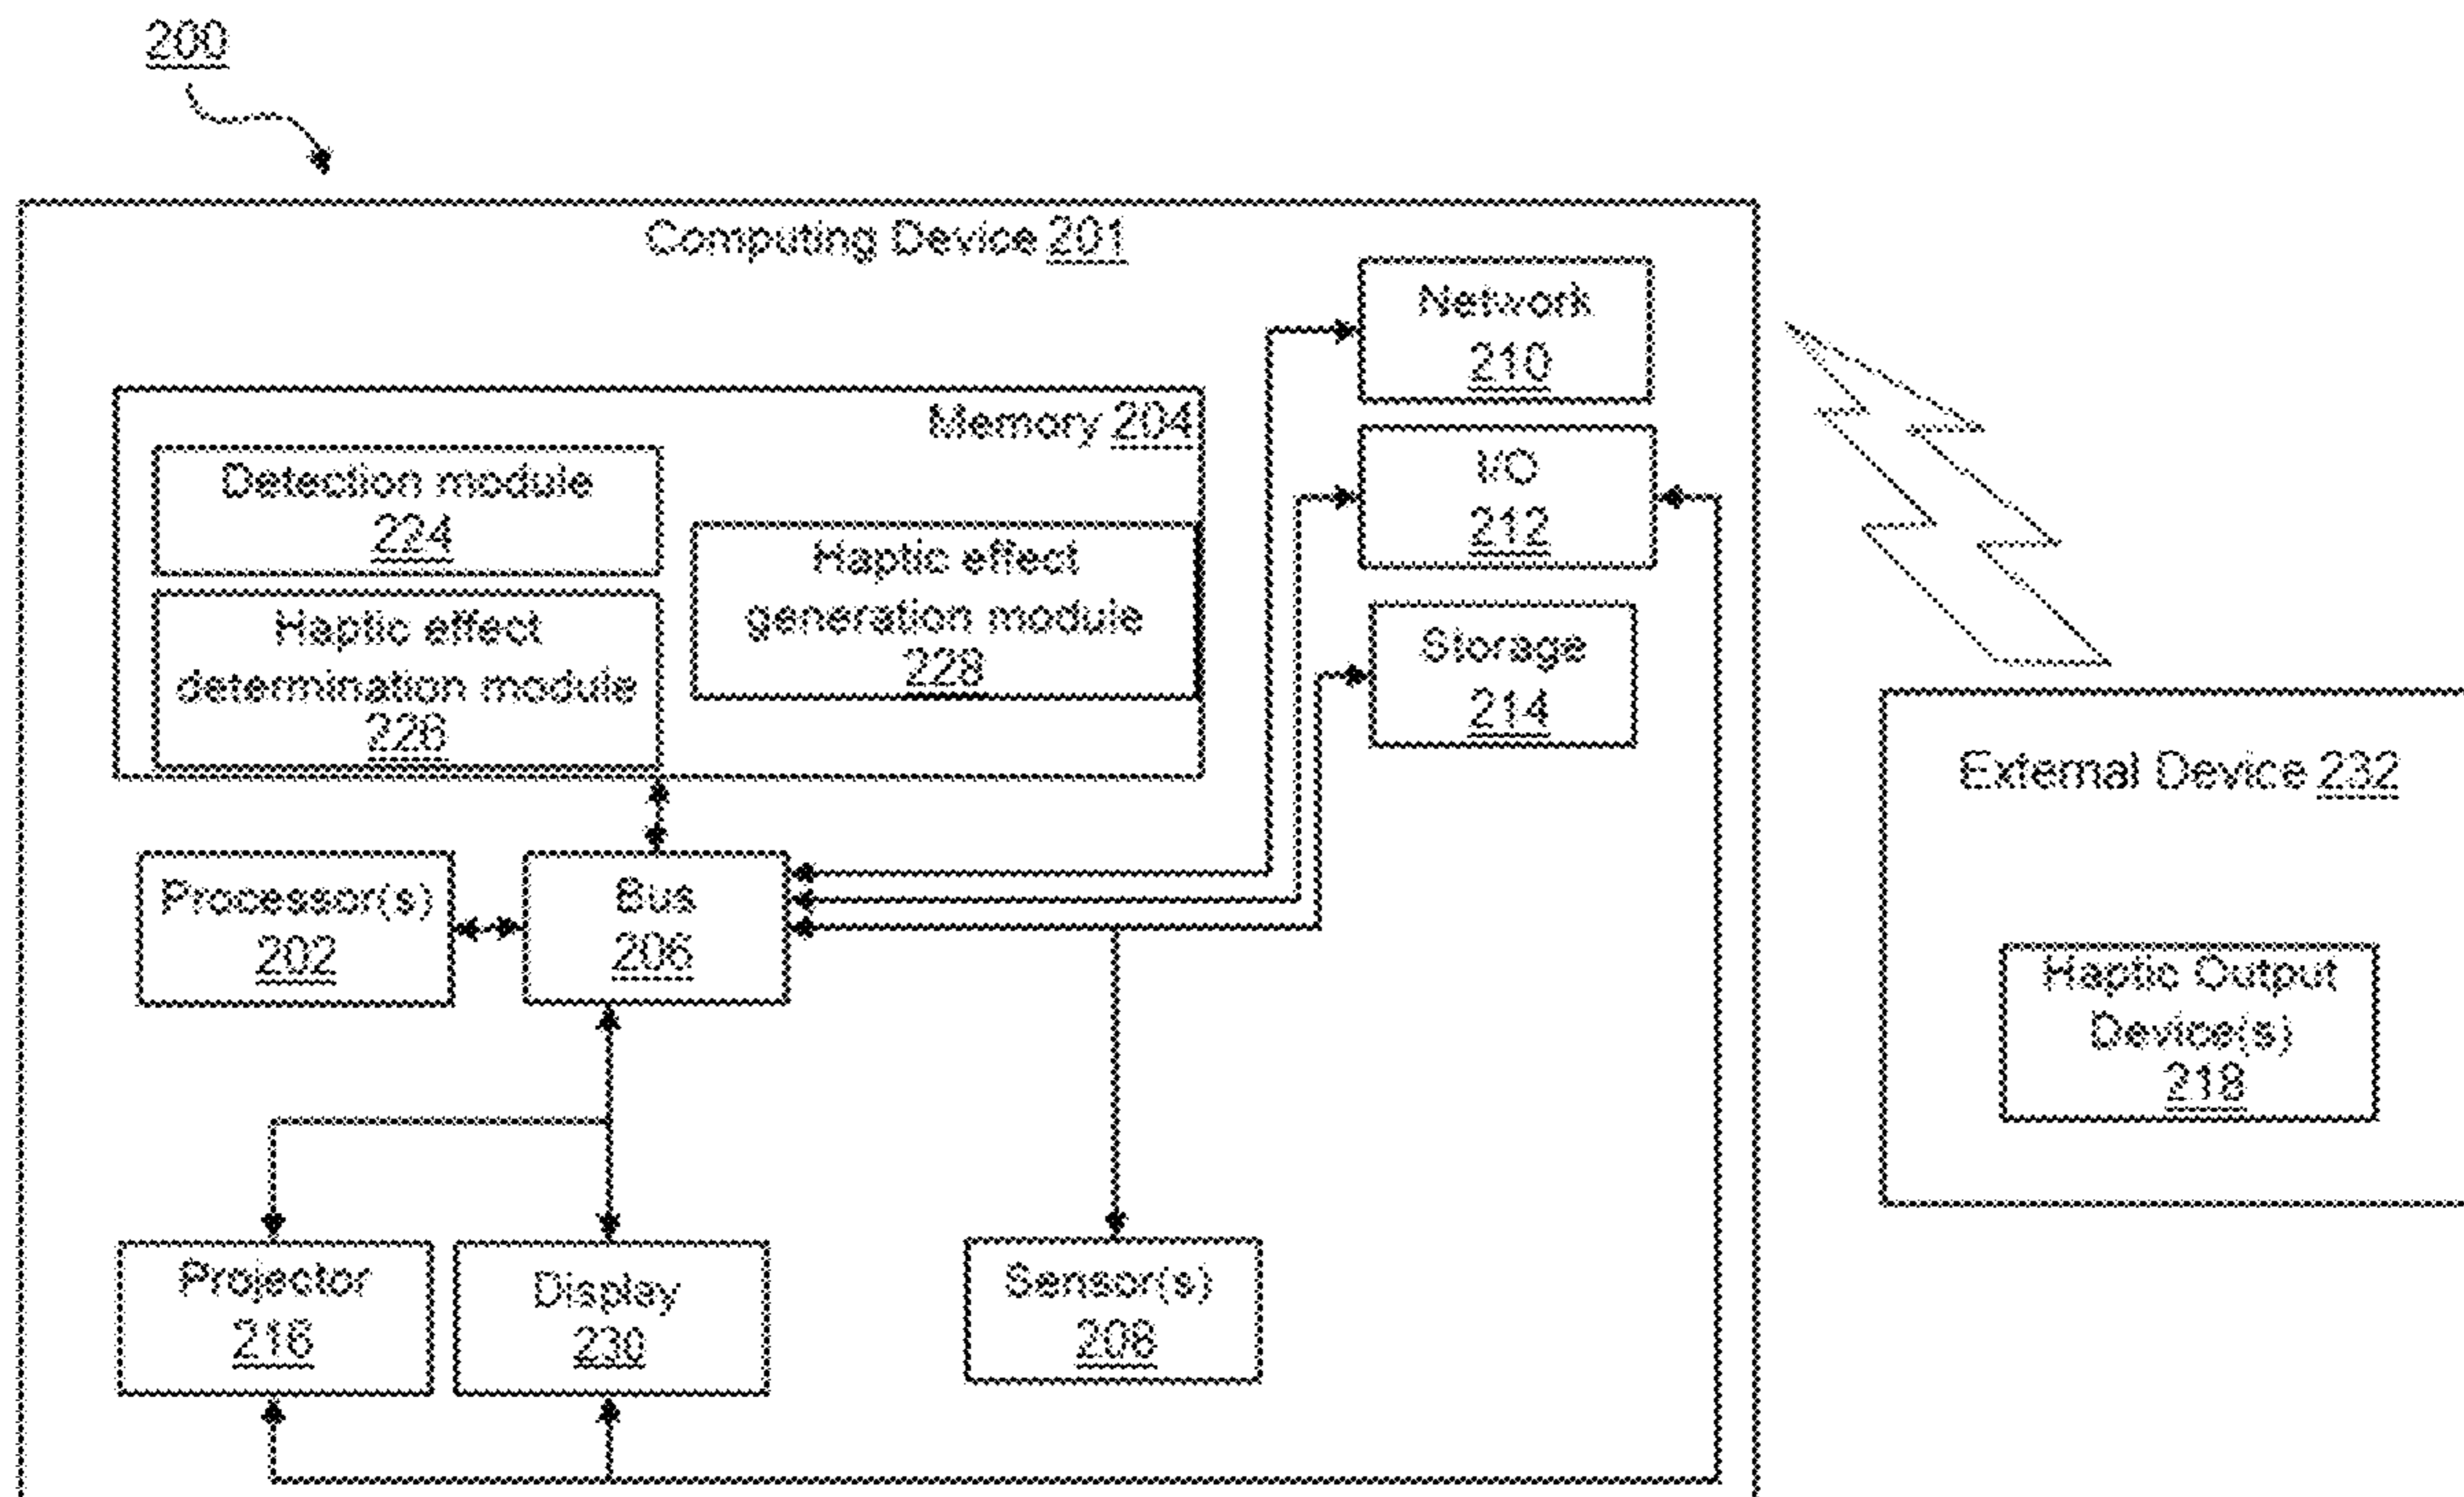 200
Computing Device 201
Network
210
Memory 204
Detection module
224
I/O
212
Haptic effect
generation module
228
Haptic effect
determination module
226
Storage
214
External Device 232
Processor(s)
202
Bus
206
Haptic Output
Device(s)
218
Projector
216
Display
230
Sensor(s)
208